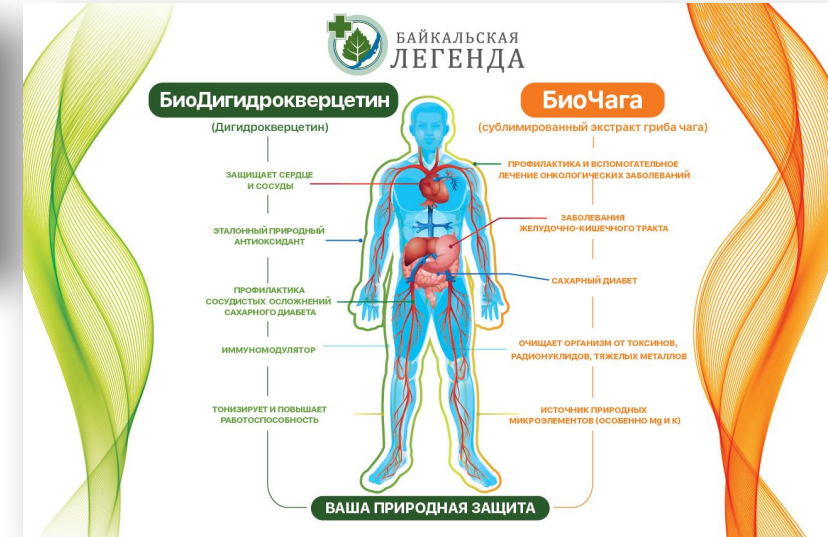 БАЙКАЛЬСКАЯ
ЛЕГЕНДА
БиоДигидрокверцетин
(Дигидрокверцетин)
ЗАЩИЩАЕТ СЕРДЦЕ
И СОСУДЫ
ЭТАЛОННЫЙ ПРИРОДНЫЙ
АНТИОКСИДАНТ
ПРОФИЛАКТИКА
СОСУДИСТЫХ ОСЛОЖНЕНИЙ
САХАРНОГО ДИАБЕТА
ИММУНОМОДУЛЯТОР
ТОНИЗИРУЕТ И ПОВЫШАЕТ
РАБОТОСПОСОБНОСТЬ
БиоЧага
(сублимированный экстракт гриба чага)
ПРОФИЛАКТИКА И ВСПОМОГАТЕЛЬНОЕ
ЛЕЧЕНИЕ ОНКОЛОГИЧЕСКИХ ЗАБОЛЕВАНИЙ
ЗАБОЛЕВАНИЯ
ЖЕЛУДОЧНО-КИШЕЧНОГО ТРАКТА
САХАРНЫЙ ДИАБЕТ
ОЧИЩАЕТ ОРГАНИЗМ ОТ ТОКСИНОВ,
РАДИОНУКЛИДОВ, ТЯЖЕЛЫХ МЕТАЛЛОВ
ИСТОЧНИК ПРИРОДНЫХ
МИКРОЭЛЕМЕНТОВ (ОСОБЕННО Mg И K)
ВАША ПРИРОДНАЯ ЗАЩИТА